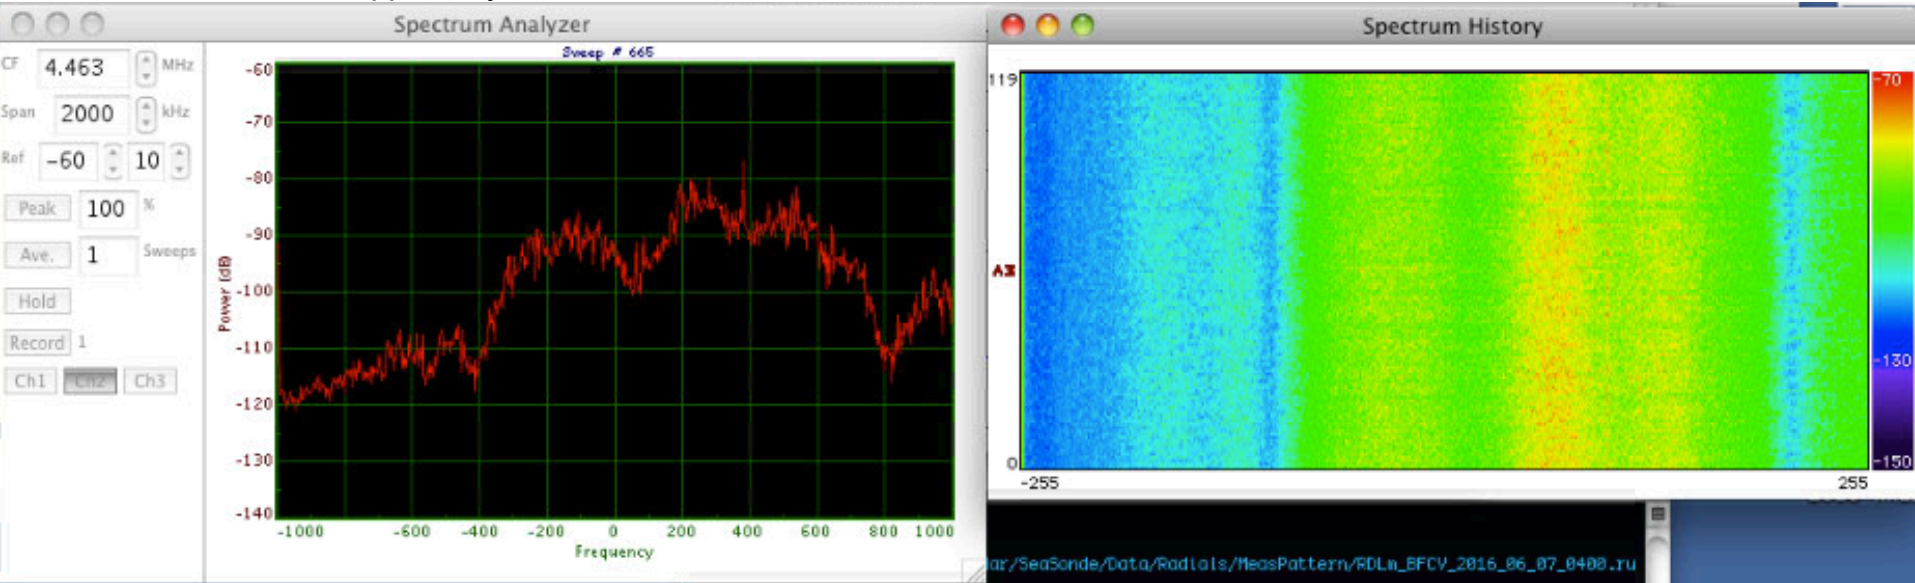 Spectrum Analyzer
CF 4.463 MHz
Span 2000 kHz
Ref -60 10
Peak 100 %
Ave. 1 Sweeps
Hold
Record 1
Ch1 Ch2 Ch3
Sweep # 665
-60
-70
-80
-90
-100
-110
-120
-130
-140
Power (dB)
-1000 -600 -400 -200 0 200 400 600 800 1000
Frequency
Spectrum History
119
A3
0
-255 255
-70
-130
-150
ar/SeaSonde/Data/Radials/MeasPattern/RDLm_BFCV_2016_06_07_0400.ru